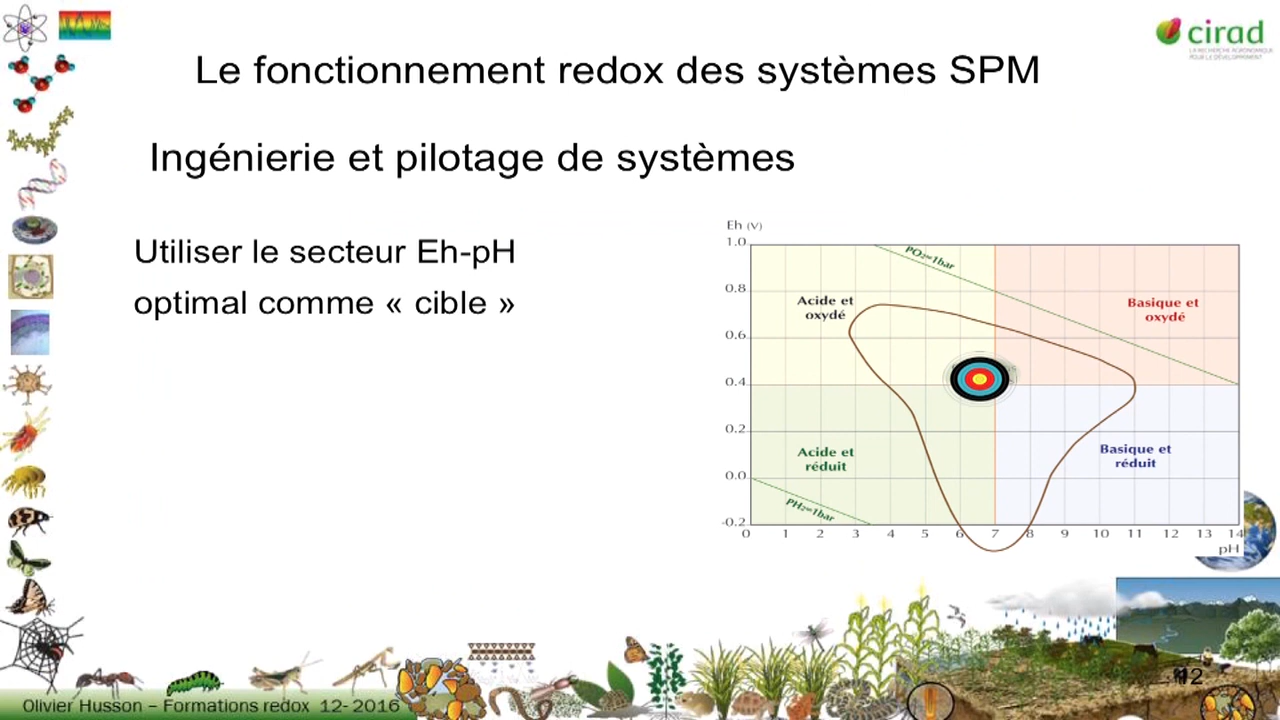 cirad
LA RECHERCHE AGRONOMIQUE
POUR LE DÉVELOPPEMENT
Le fonctionnement redox des systèmes SPM
Ingénierie et pilotage de systèmes
Utiliser le secteur Eh-pH
optimal comme « cible »
Eh (V)
1.0
0.8
0.6
0.4
0.2
0.0
-0.2
PO₂=1bar
Acide et
oxydé
Basique et
oxydé
Acide et
réduit
Basique et
réduit
PH₂=1bar
0 1 2 3 4 5 6 7 8 9 10 11 12 13 14
pH
Olivier Husson – Formations redox 12- 2016